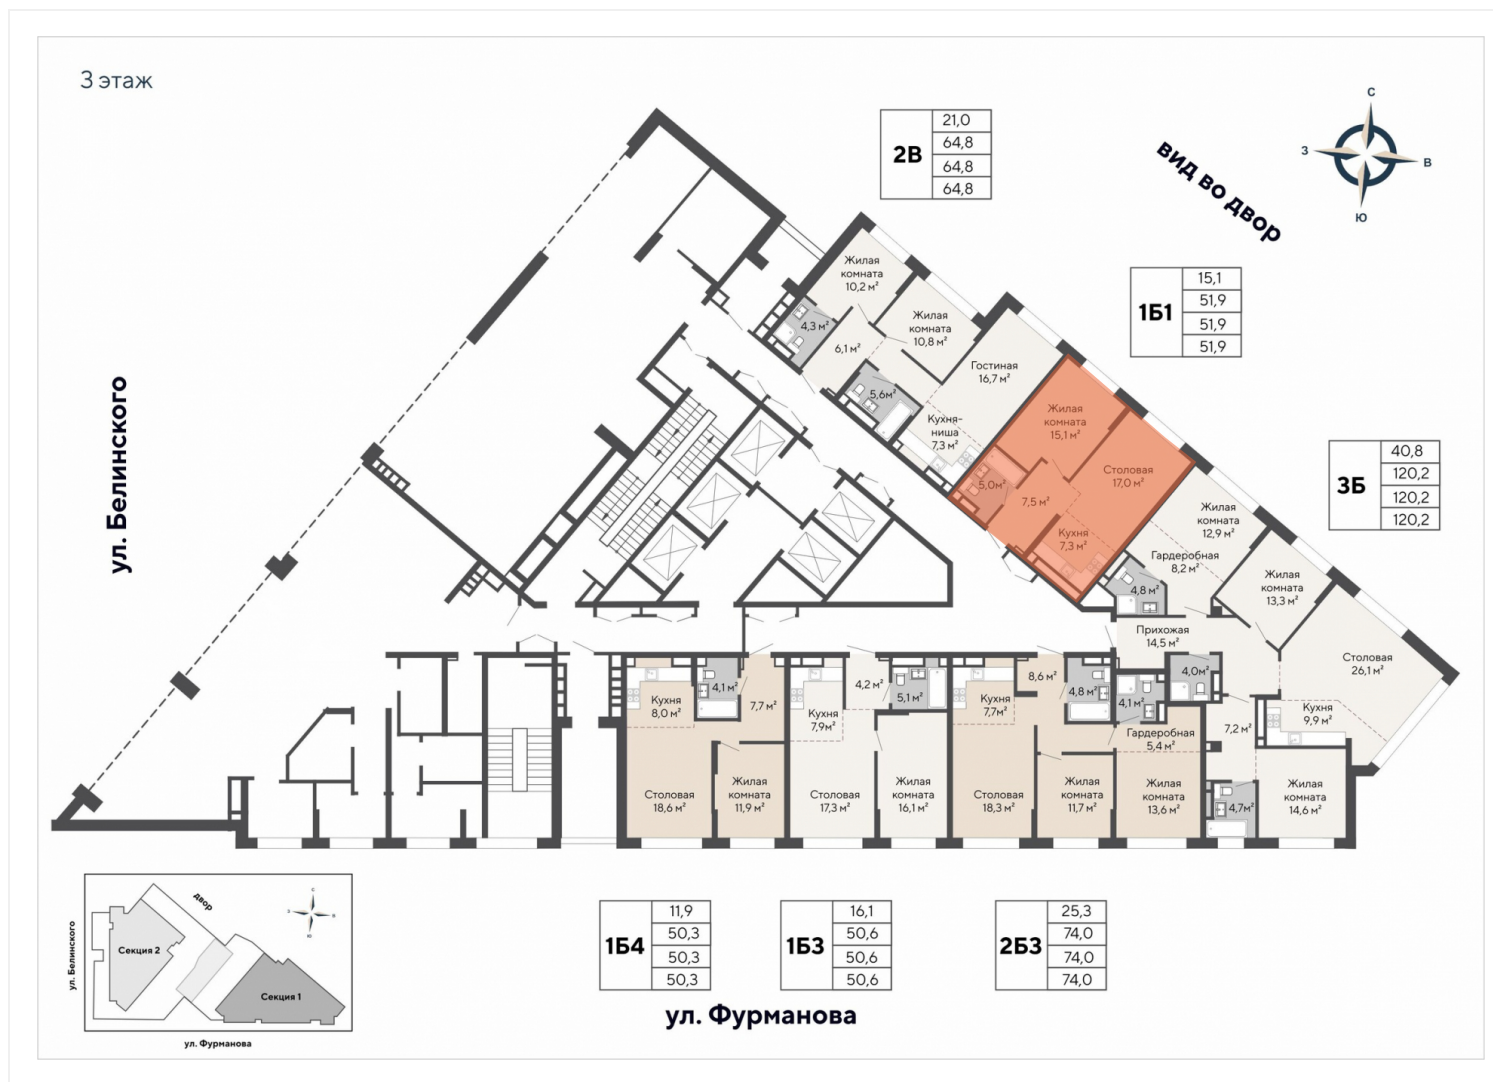 3 этаж
2В
21,0
64,8
64,8
64,8
С
З
В
Ю
вид во двор
1Б1
15,1
51,9
51,9
51,9
3Б
40,8
120,2
120,2
120,2
ул. Белинского
Жилая
комната
10,2 м²
4,3 м²
6,1 м²
Жилая
комната
10,8 м²
5,6м²
Гостиная
16,7 м²
Кухня-
ниша
7,3 м²
Жилая
комната
15,1 м²
Столовая
17,0 м²
5,0м²
7,5 м²
Кухня
7,3 м²
Жилая
комната
12,9 м²
Гардеробная
8,2 м²
4,8 м²
Жилая
комната
13,3 м²
Прихожая
14,5 м²
4,0м²
Столовая
26,1 м²
Кухня
9,9 м²
7,2 м²
4,7м²
Жилая
комната
14,6 м²
Кухня
8,0 м²
4,1 м²
7,7 м²
Столовая
18,6 м²
Жилая
комната
11,9 м²
Кухня
7,9м²
4,2 м²
5,1 м²
Столовая
17,3 м²
Жилая
комната
16,1 м²
Кухня
7,7м²
8,6 м²
4,8 м²
4,1 м²
Гардеробная
5,4 м²
Столовая
18,3 м²
Жилая
комната
11,7 м²
Жилая
комната
13,6 м²
1Б4
11,9
50,3
50,3
50,3
1Б3
16,1
50,6
50,6
50,6
2Б3
25,3
74,0
74,0
74,0
ул. Фурманова
двор
С
З
В
Ю
ул. Белинского
Секция 2
Секция 1
ул. Фурманова